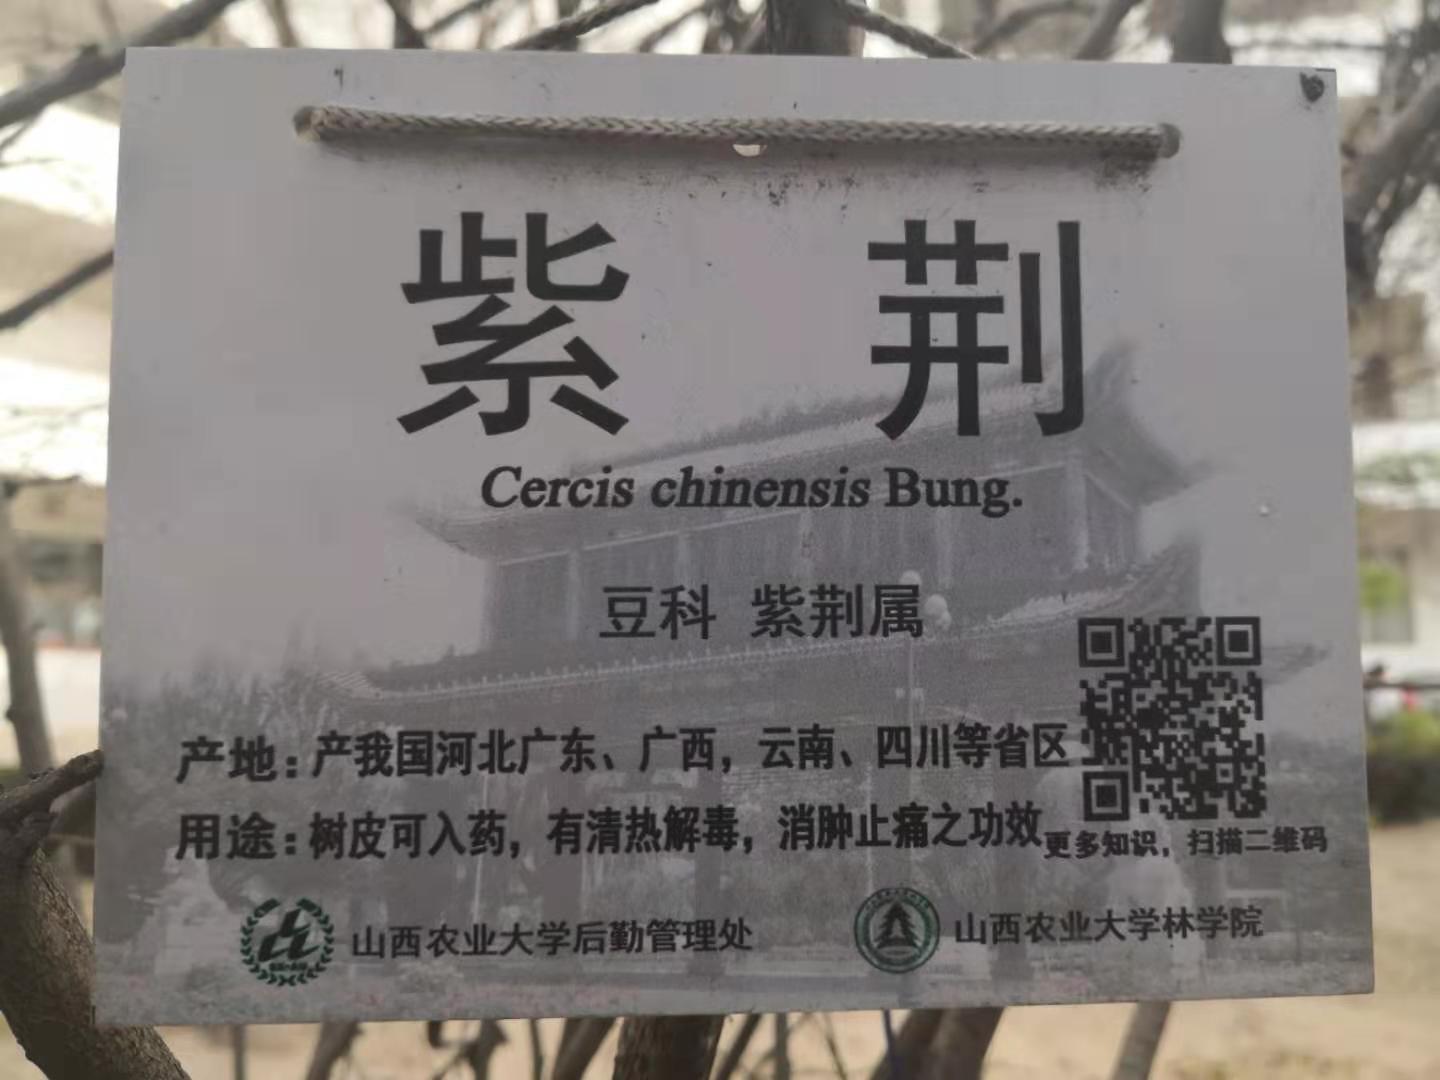 紫荆
Cercis chinensis Bung.
豆科 紫荆属
产地:产我国河北广东、广西，云南、四川等省区
用途:树皮可入药，有清热解毒，消肿止痛之功效
更多知识，扫描二维码
山西农业大学后勤管理处
山西农业大学林学院